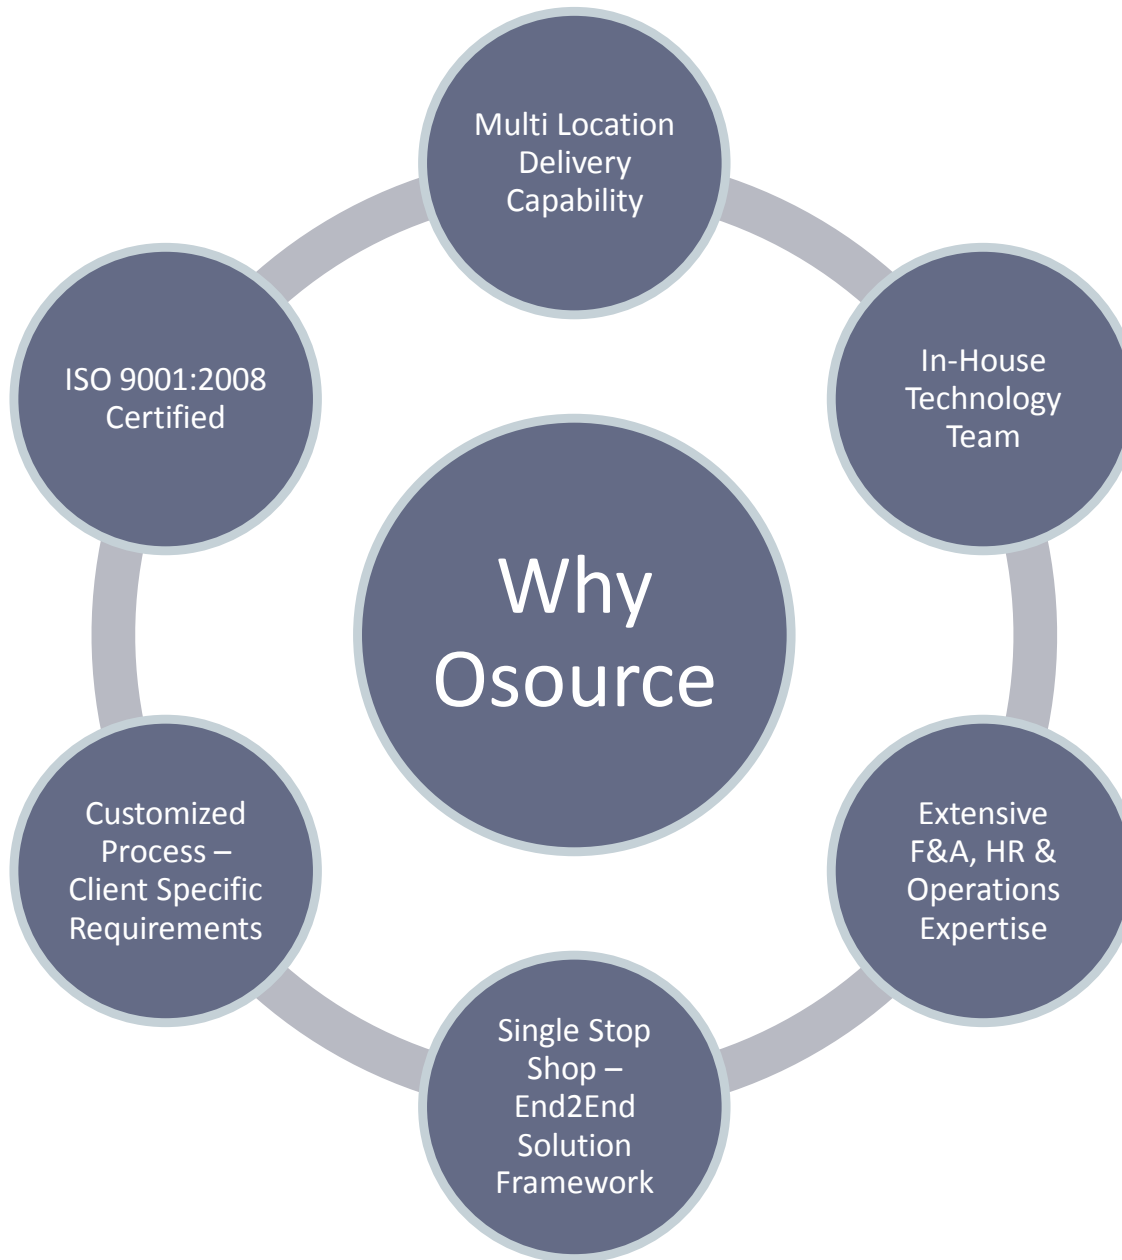 Multi Location
Delivery
Capability
ISO 9001:2008
Certified
In-House
Technology
Team
Why
Osource
Customized
Process –
Client Specific
Requirements
Extensive
F&A, HR &
Operations
Expertise
Single Stop
Shop –
End2End
Solution
Framework